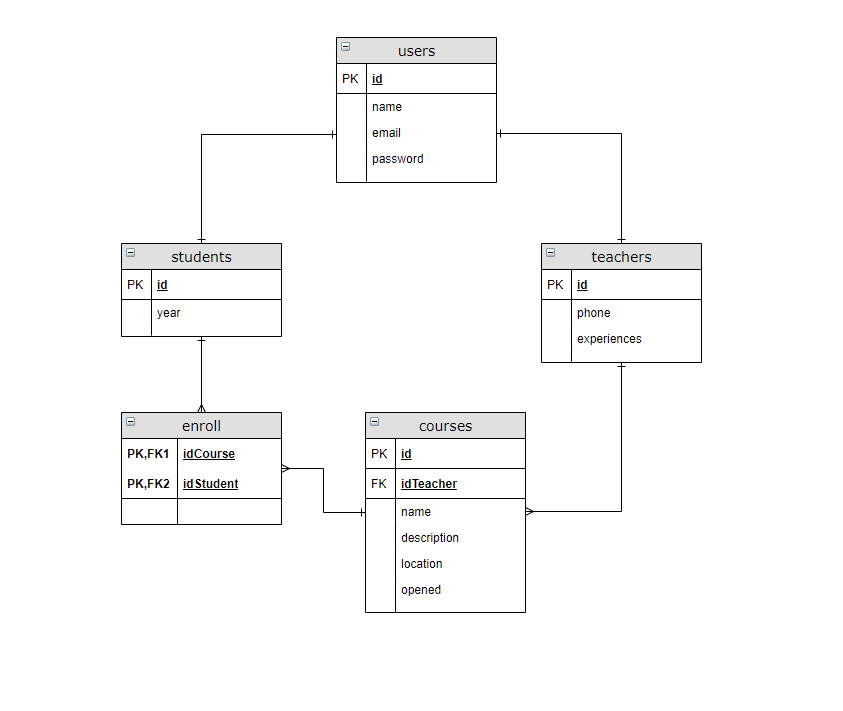 users
PK id
name
email
password
students
PK id
year
teachers
PK id
phone
experiences
enroll
PK,FK1 idCourse
PK,FK2 idStudent
courses
PK id
FK idTeacher
name
description
location
opened